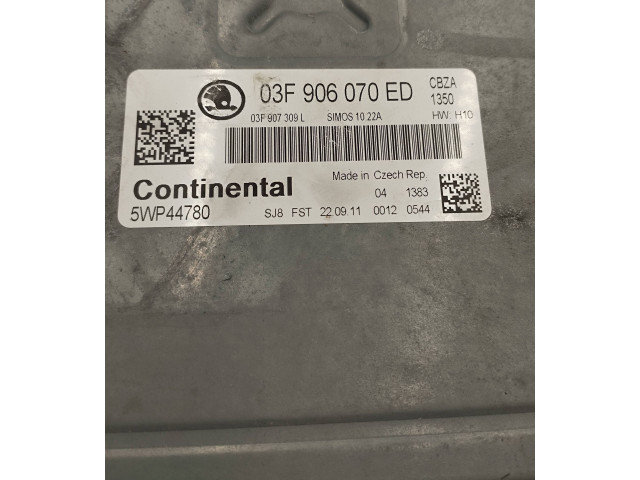 03F 906 070 ED CBZA
1350
03F 907 309 L SIMOS 10.22A HW: H10
Continental Made in Czech Rep.
04 1383
5WP44780 SJ8 FST 22.09.11 0012 0544